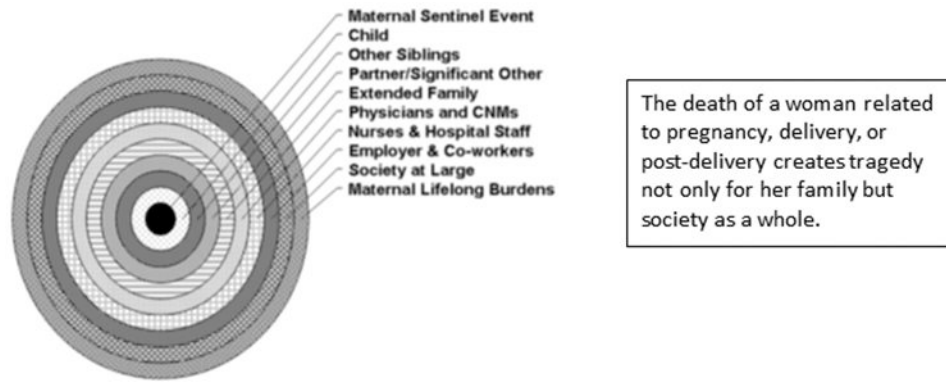 Maternal Sentinel Event
Child
Other Siblings
Partner/Significant Other
Extended Family
Physicians and CNMs
Nurses & Hospital Staff
Employer & Co-workers
Society at Large
Maternal Lifelong Burdens
The death of a woman related
to pregnancy, delivery, or
post-delivery creates tragedy
not only for her family but
society as a whole.